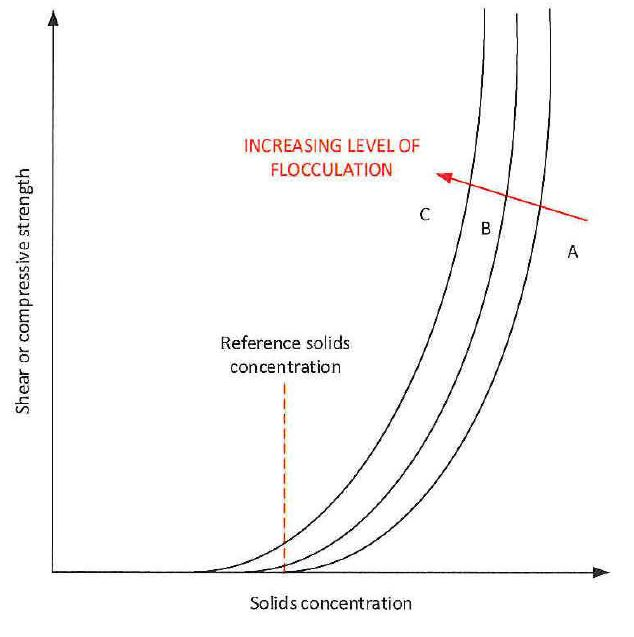 INCREASING LEVEL OF
FLOCCULATION
C
B
A
Reference solids
concentration
Shear or compressive strength
Solids concentration